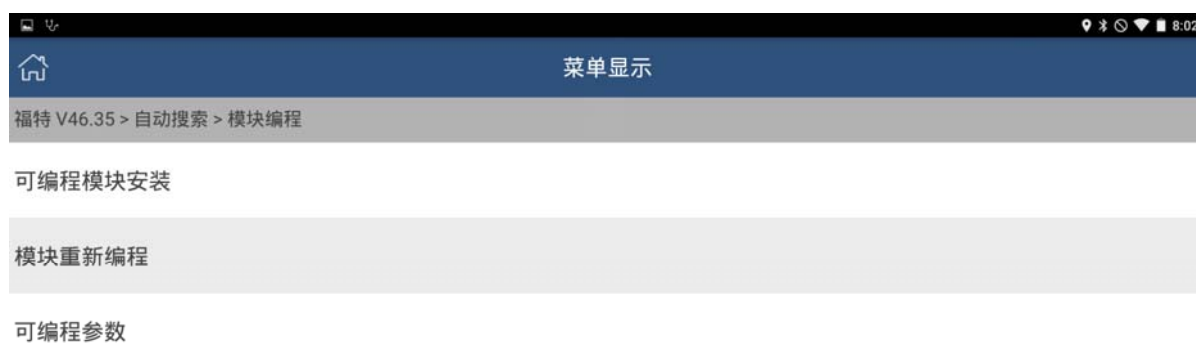 8:02
菜单显示
福特 V46.35 > 自动搜索 > 模块编程
可编程模块安装
模块重新编程
可编程参数